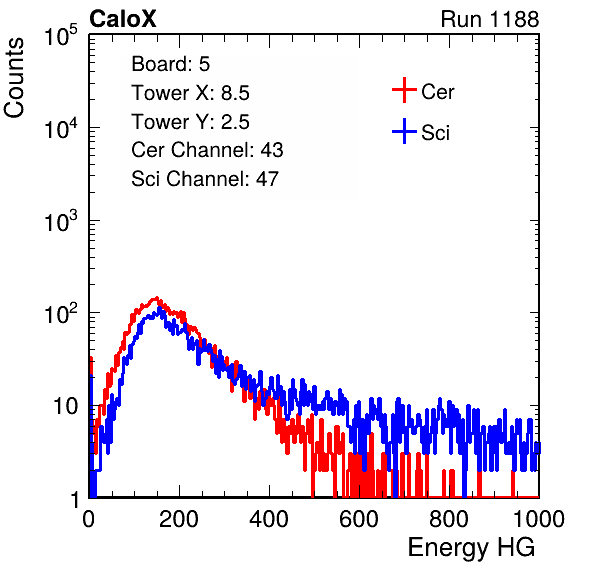 CaloX Run 1188
Counts
Board: 5
Tower X: 8.5
Tower Y: 2.5
Cer Channel: 43
Sci Channel: 47
Cer
Sci
10^5
10^4
10^3
10^2
10
1
0 200 400 600 800 1000
Energy HG